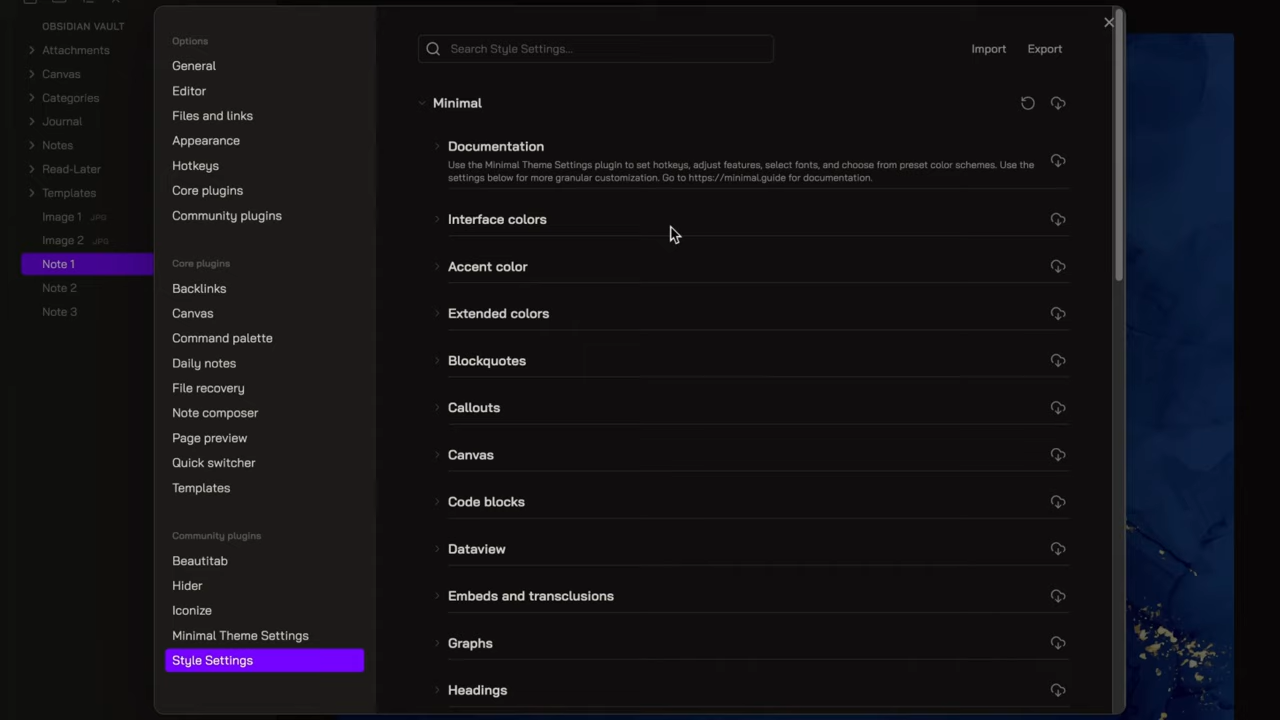 OBSIDIAN VAULT
Attachments
Canvas
Categories
Journal
Notes
Read-Later
Templates
Image 1 JPG
Image 2 JPG
Note 1
Note 2
Note 3
Options
General
Editor
Files and links
Appearance
Hotkeys
Core plugins
Community plugins
Core plugins
Backlinks
Canvas
Command palette
Daily notes
File recovery
Note composer
Page preview
Quick switcher
Templates
Community plugins
Beautitab
Hider
Iconize
Minimal Theme Settings
Style Settings
Search Style Settings...
Import Export
Minimal
Documentation
Use the Minimal Theme Settings plugin to set hotkeys, adjust features, select fonts, and choose from preset color schemes. Use the
settings below for more granular customization. Go to https://minimal.guide for documentation.
Interface colors
Accent color
Extended colors
Blockquotes
Callouts
Canvas
Code blocks
Dataview
Embeds and transclusions
Graphs
Headings